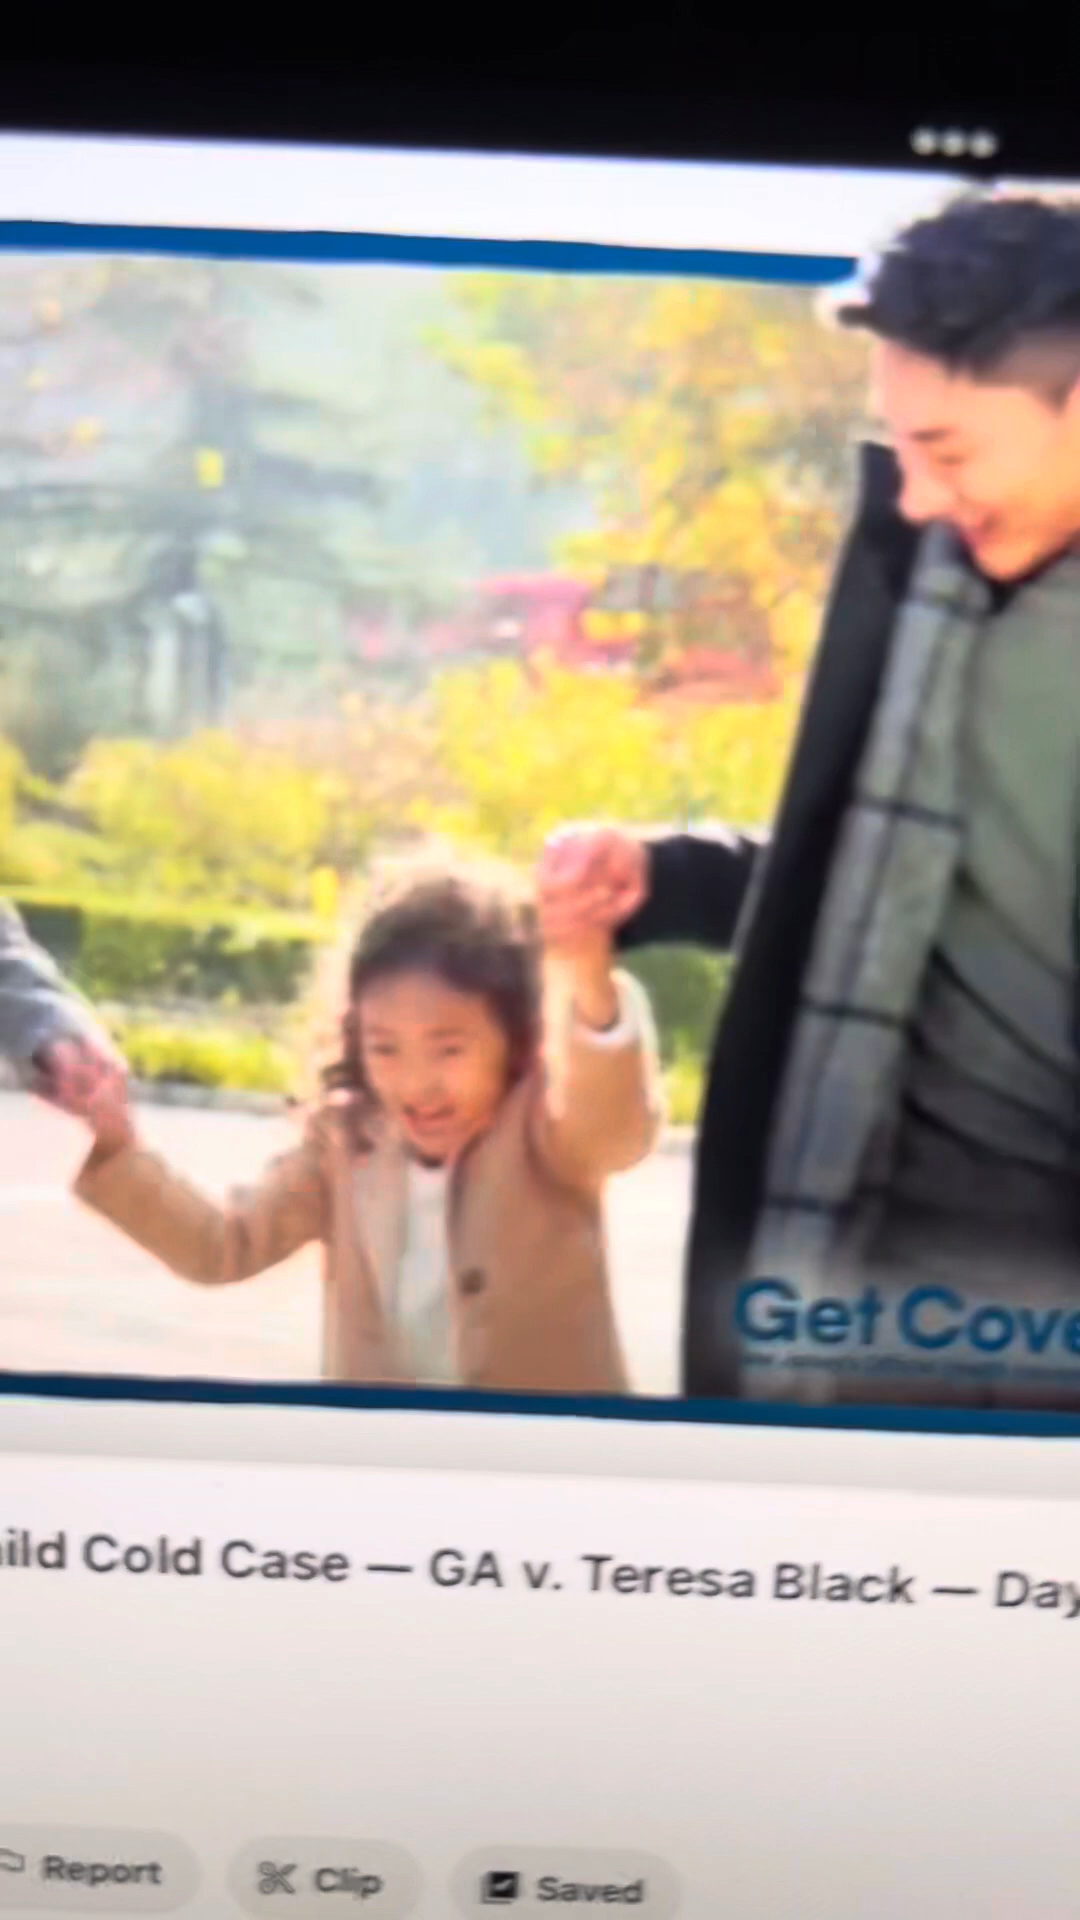 Get Cove
ild Cold Case — GA v. Teresa Black — Day
Report
Clip
Saved